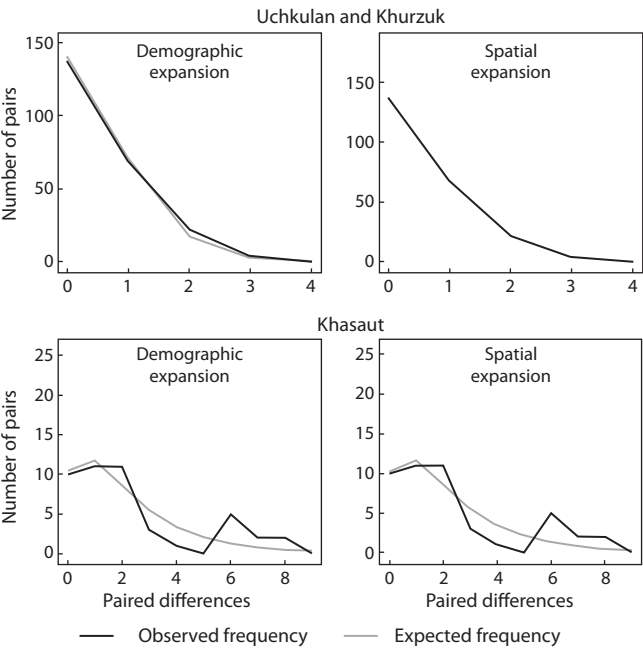 Uchkulan and Khurzuk
Demographic
expansion
Spatial
expansion
Number of pairs
150
100
50
0
0 1 2 3 4
150
100
50
0
0 1 2 3 4
Khasaut
Demographic
expansion
Spatial
expansion
Number of pairs
25
20
15
10
5
0
0 2 4 6 8
25
20
15
10
5
0
0 2 4 6 8
Paired differences
Paired differences
Observed frequency
Expected frequency